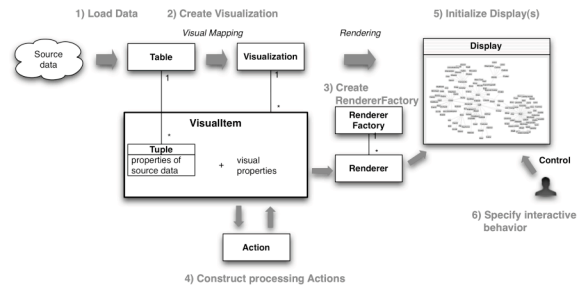 1) Load Data
2) Create Visualization
5) Initialize Display(s)
Visual Mapping
Rendering
Source
data
Table
Visualization
Display
1
1
3) Create
RendererFactory
*
*
VisualItem
Renderer
Factory
1
Tuple
properties of
source data
+
visual
properties
*
Renderer
Control
Action
6) Specify interactive
behavior
4) Construct processing Actions